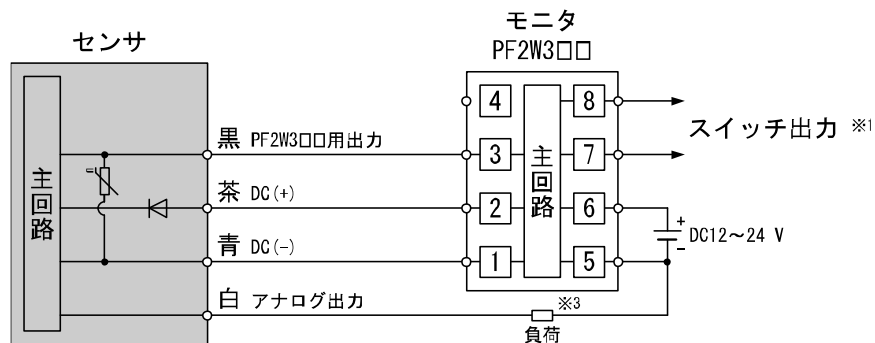 センサ
モニタ
PF2W3□□
主回路
黒 PF2W3□□用出力
茶 DC(+)
青 DC(-)
白 アナログ出力
4
3
2
1
主回路
8
7
6
5
スイッチ出力 ※1
+
-
DC12～24 V
※3
負荷